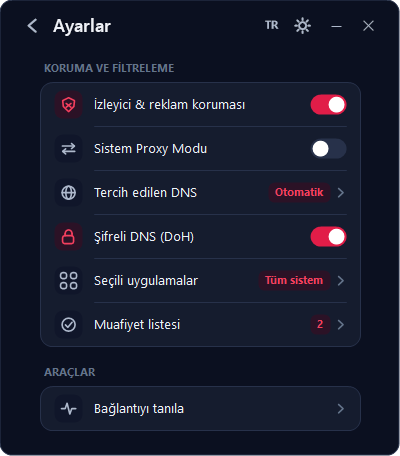 Ayarlar
TR
KORUMA VE FİLTRELEME
İzleyici & reklam koruması
Sistem Proxy Modu
Tercih edilen DNS
Otomatik
Şifreli DNS (DoH)
Seçili uygulamalar
Tüm sistem
Muafiyet listesi
2
ARAÇLAR
Bağlantıyı tanıla